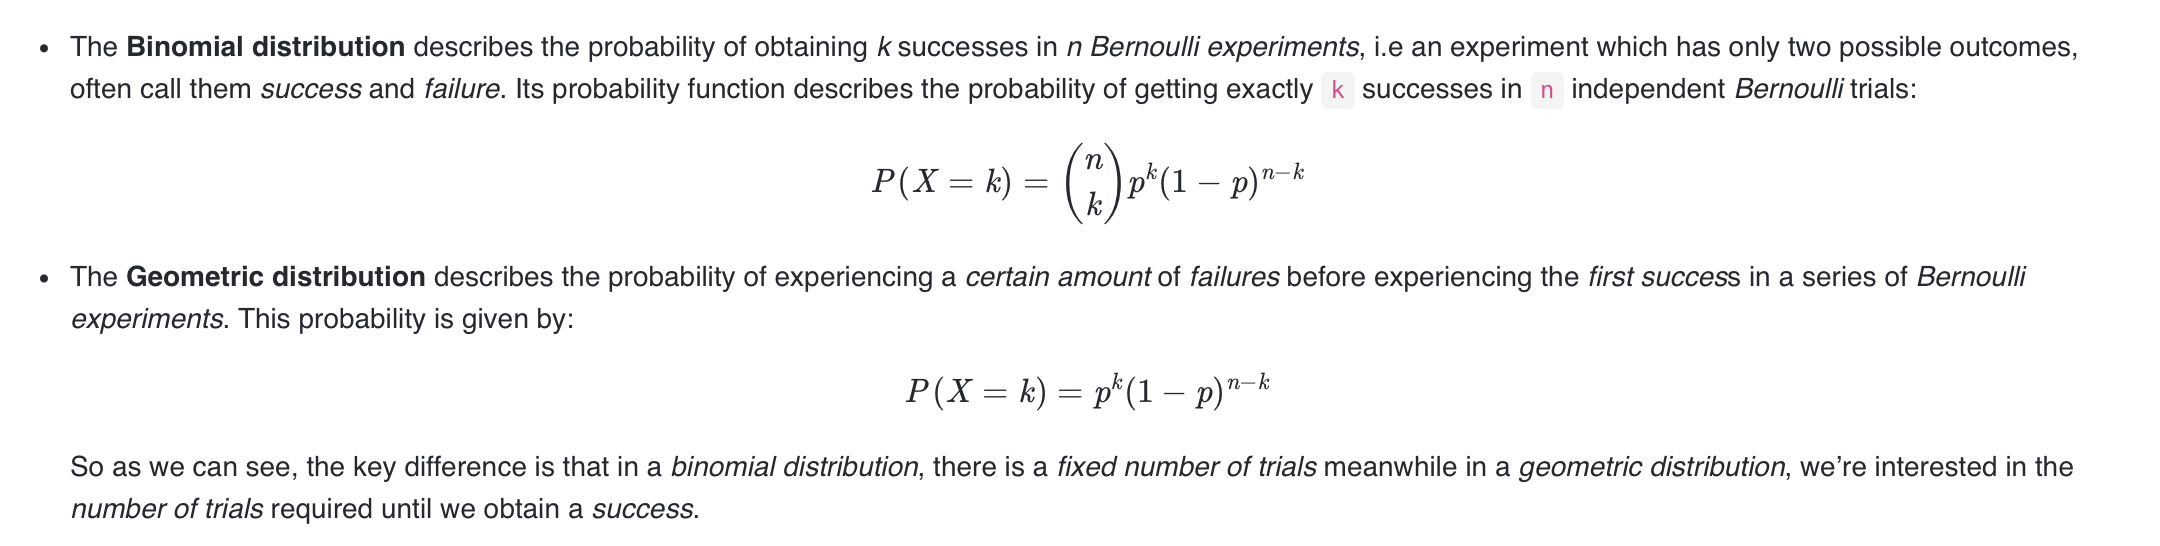 • The Binomial distribution describes the probability of obtaining k successes in n Bernoulli experiments, i.e an experiment which has only two possible outcomes,
often call them success and failure. Its probability function describes the probability of getting exactly k successes in n independent Bernoulli trials:
P(X = k) = \binom{n}{k} p^k (1 − p)^{n−k}
• The Geometric distribution describes the probability of experiencing a certain amount of failures before experiencing the first success in a series of Bernoulli
experiments. This probability is given by:
P(X = k) = p^k (1 − p)^{n−k}
So as we can see, the key difference is that in a binomial distribution, there is a fixed number of trials meanwhile in a geometric distribution, we’re interested in the
number of trials required until we obtain a success.